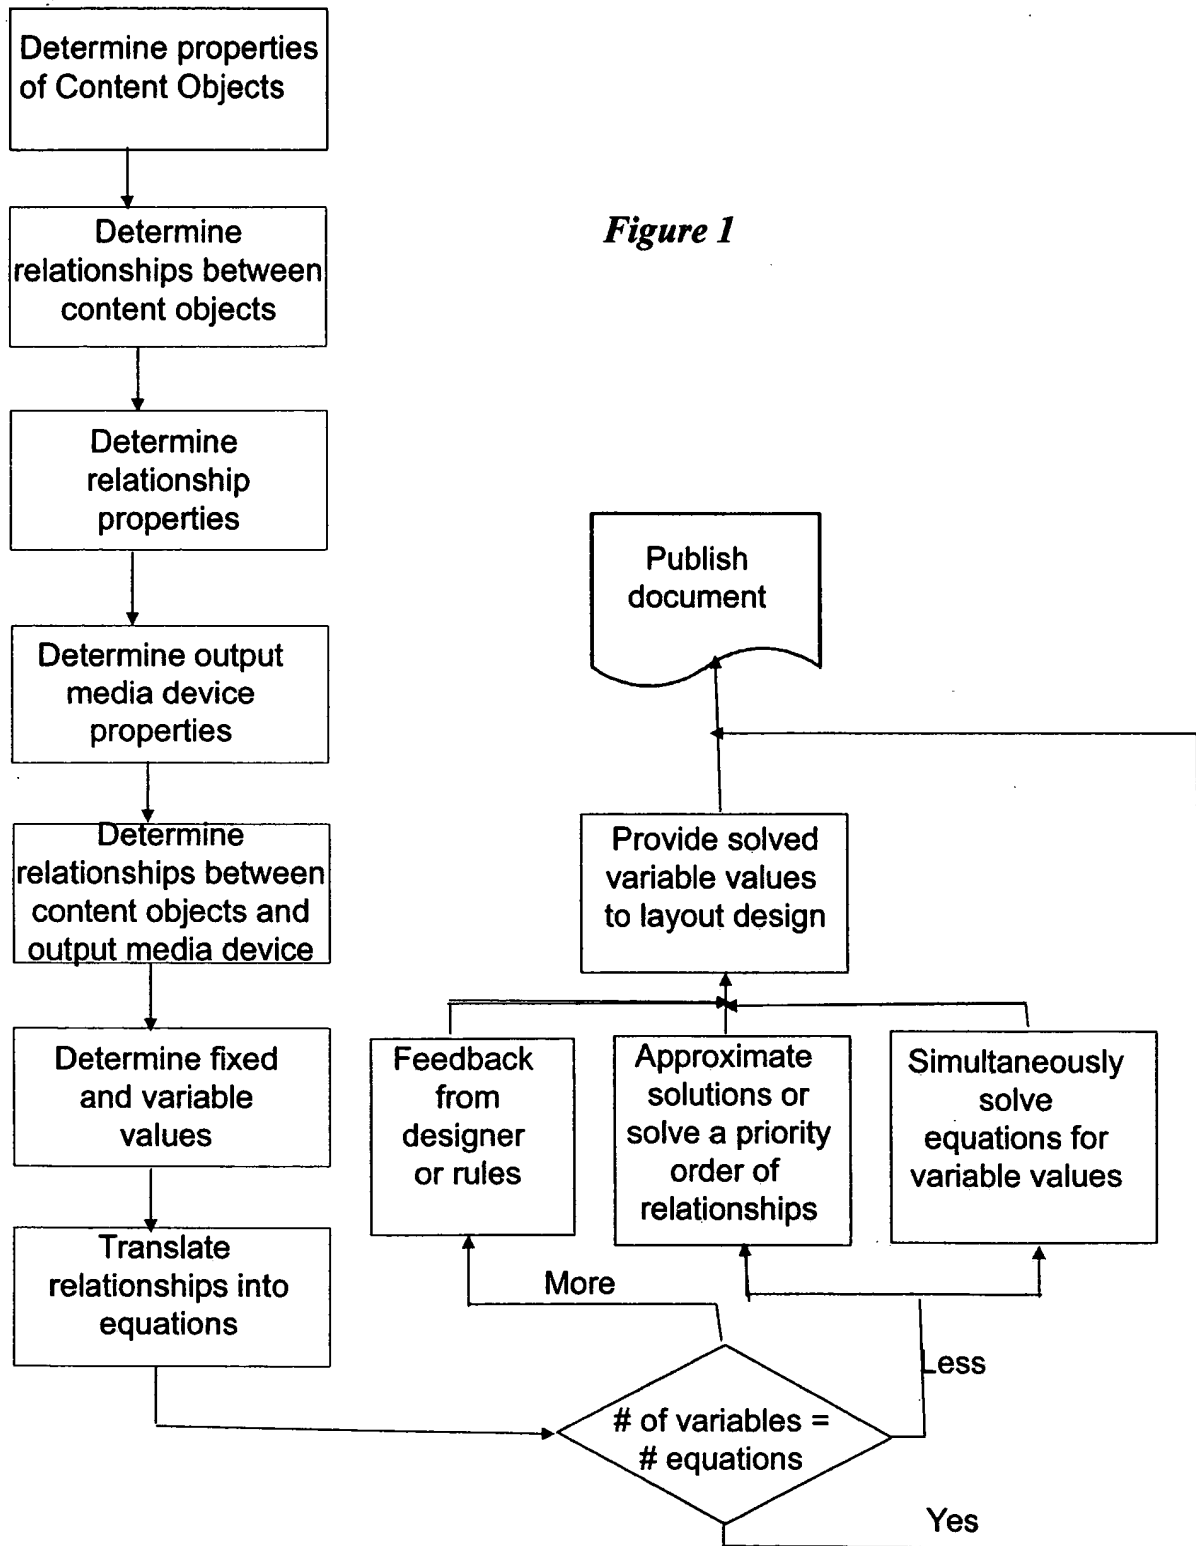 Determine properties
of Content Objects
Determine
relationships between
content objects
Figure 1
Determine
relationship
properties
Determine output
media device
properties
Determine
relationships between
content objects and
output media device
Determine fixed
and variable
values
Translate
relationships into
equations
# of variables =
# equations
More
Less
Yes
Feedback
from
designer
or rules
Approximate
solutions or
solve a priority
order of
relationships
Simultaneously
solve
equations for
variable values
Provide solved
variable values
to layout design
Publish
document